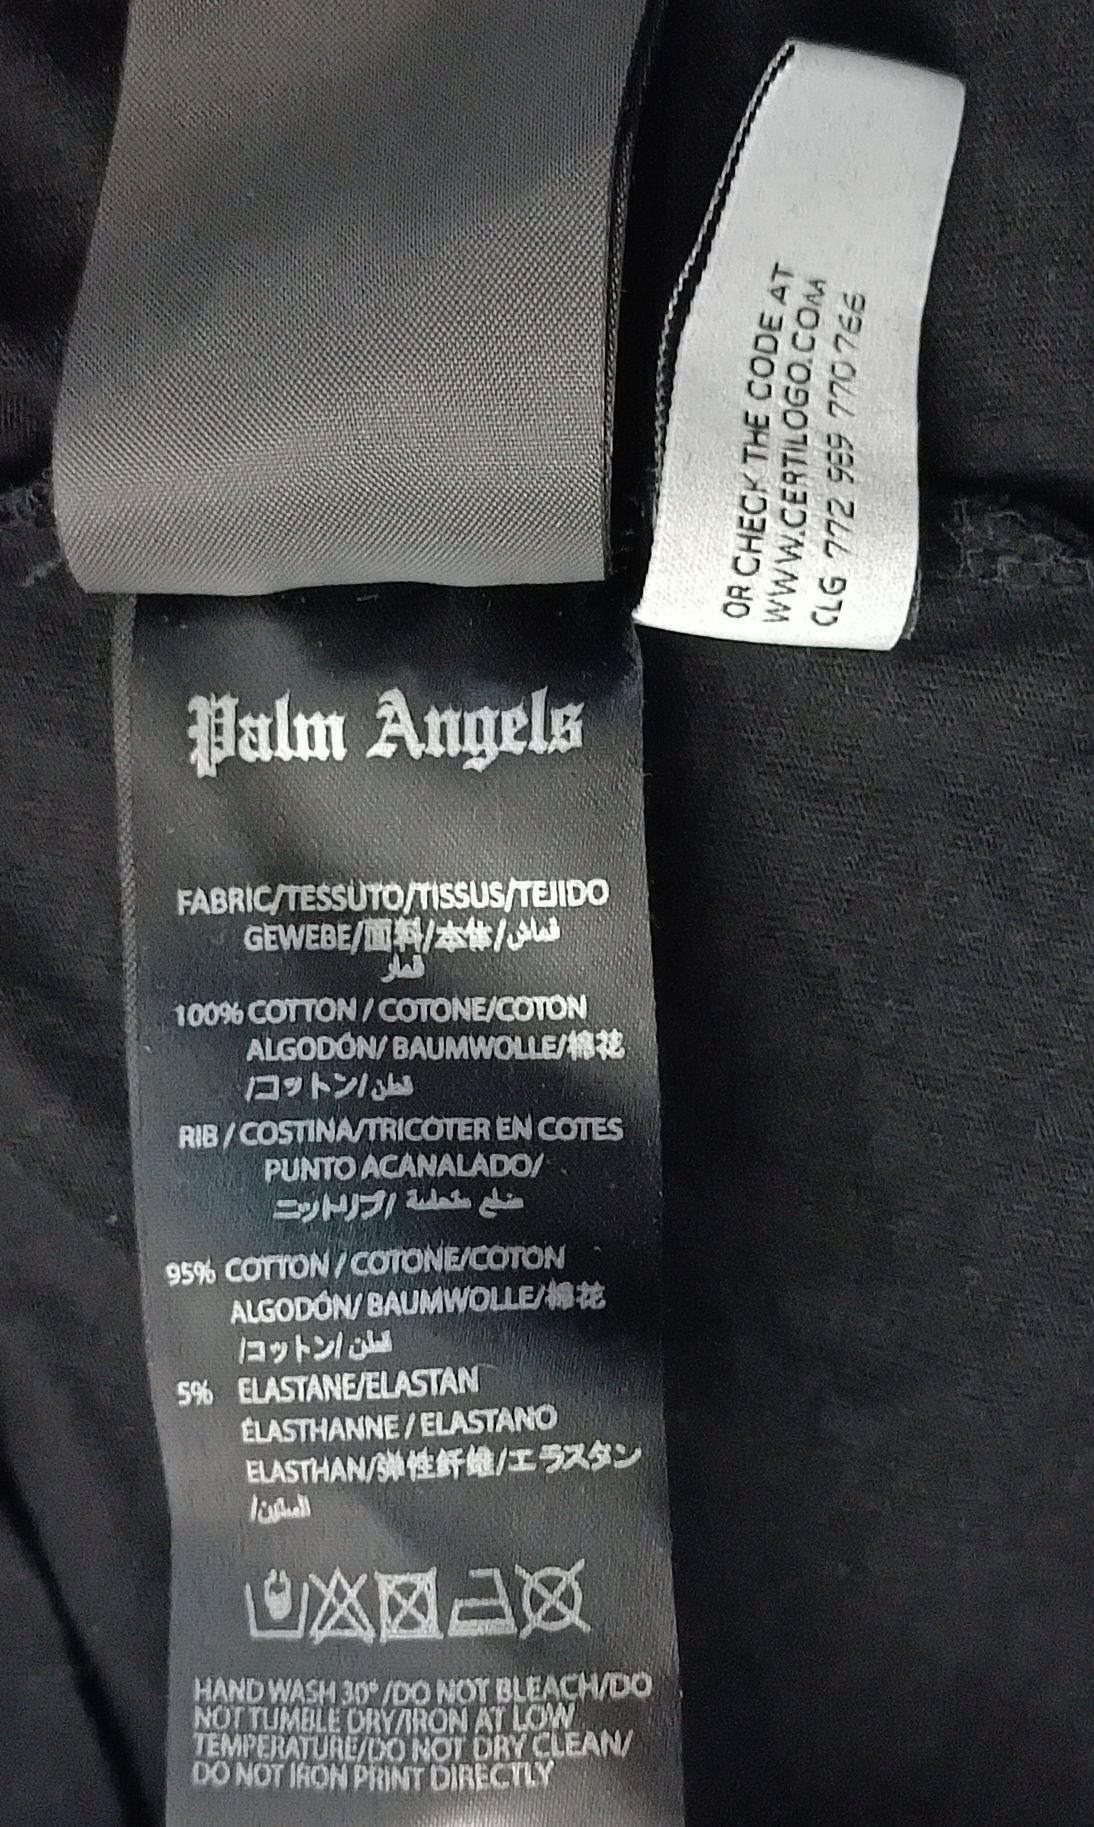 OR CHECK THE CODE AT
WWW.CERTILOGO.COM
CLG 772 989 770 766
Palm Angels
FABRIC/TESSUTO/TISSUS/TEJIDO
GEWEBE/面料/本体/قماش
قمار
100% COTTON / COTONE/COTON
ALGODÓN/ BAUMWOLLE/棉花
/コットン/قطن
RIB / COSTINA/TRICOTER EN COTES
PUNTO ACANALADO/
ニットリブ/
95% COTTON / COTONE/COTON
ALGODÓN/ BAUMWOLLE/棉花
/コットン/قطن
5% ELASTANE/ELASTAN
ÉLASTHANNE / ELASTANO
ELASTHAN/弹性纤维/エラスタン
HAND WASH 30° /DO NOT BLEACH/DO
NOT TUMBLE DRY/IRON AT LOW
TEMPERATURE/DO NOT DRY CLEAN/
DO NOT IRON PRINT DIRECTLY